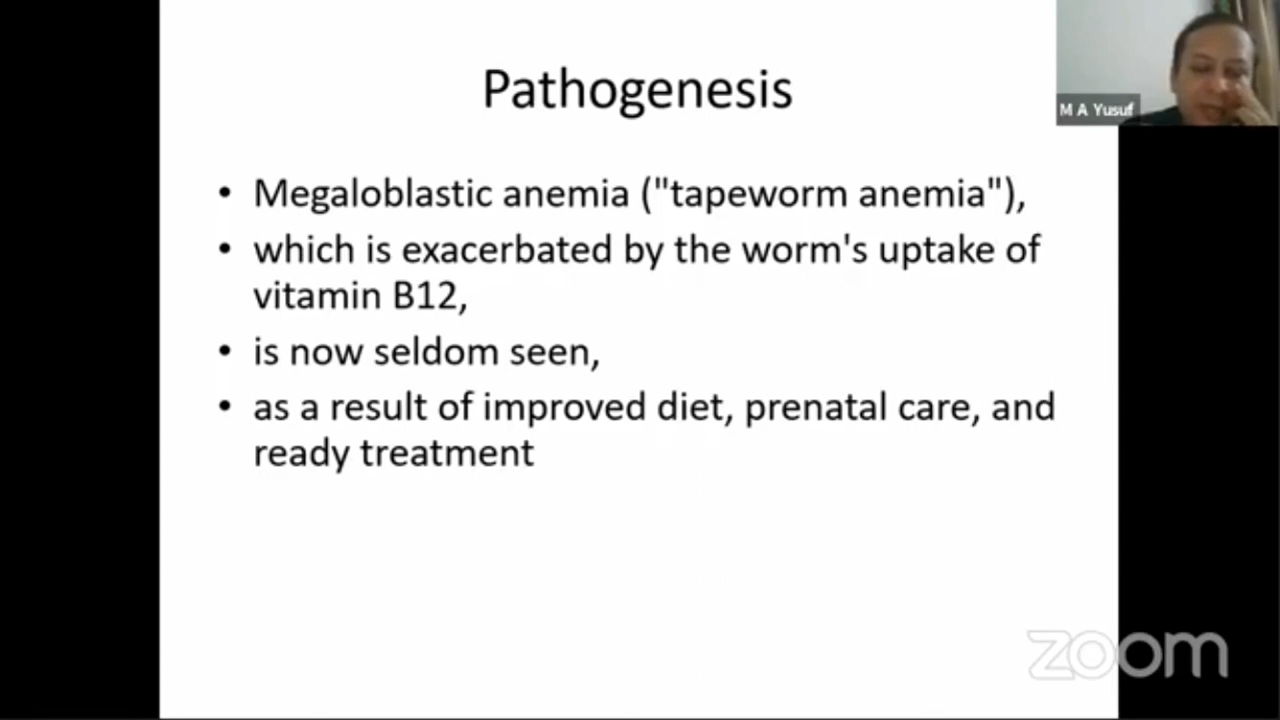 Pathogenesis
M A Yusuf
• Megaloblastic anemia ("tapeworm anemia"),
• which is exacerbated by the worm's uptake of
vitamin B12,
• is now seldom seen,
• as a result of improved diet, prenatal care, and
ready treatment
zoom